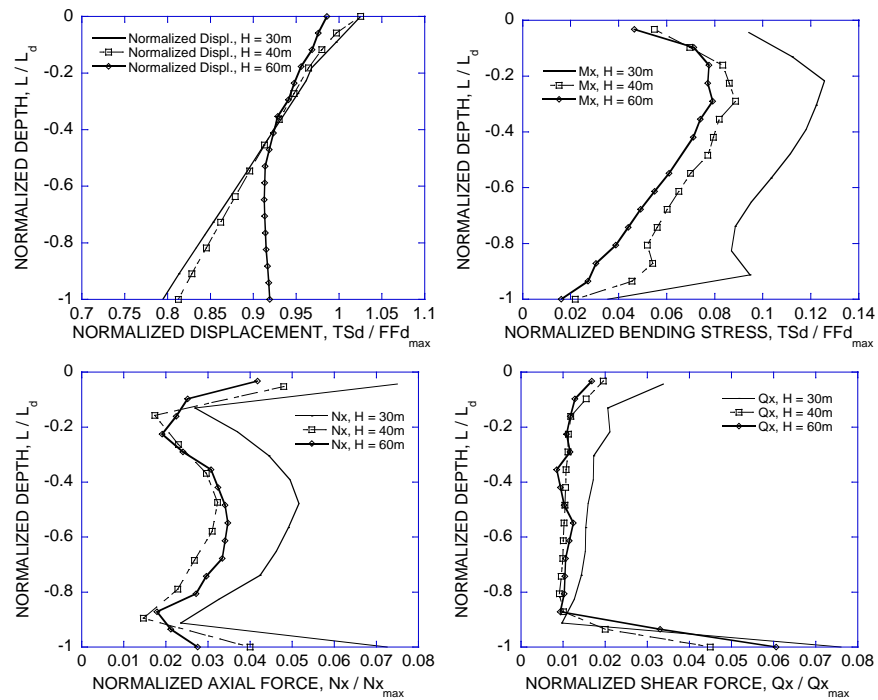 0
-0.2
-0.4
-0.6
-0.8
-1
NORMALIZED DEPTH, L / L_d
Normalized Displ., H = 30m
Normalized Displ., H = 40m
Normalized Displ., H = 60m
0.7 0.75 0.8 0.85 0.9 0.95 1 1.05 1.1
NORMALIZED DISPLACEMENT, TSd / FFd_max
0
-0.2
-0.4
-0.6
-0.8
-1
NORMALIZED DEPTH, L / L_d
Mx, H = 30m
Mx, H = 40m
Mx, H = 60m
0 0.02 0.04 0.06 0.08 0.1 0.12 0.14
NORMALIZED BENDING STRESS, TSd / FFd_max
0
-0.2
-0.4
-0.6
-0.8
-1
NORMALIZED DEPTH, L / L_d
Nx, H = 30m
Nx, H = 40m
Nx, H = 60m
0 0.01 0.02 0.03 0.04 0.05 0.06 0.07 0.08
NORMALIZED AXIAL FORCE, Nx / Nx_max
0
-0.2
-0.4
-0.6
-0.8
-1
NORMALIZED DEPTH, L / L_d
Qx, H = 30m
Qx, H = 40m
Qx, H = 60m
0 0.01 0.02 0.03 0.04 0.05 0.06 0.07 0.08
NORMALIZED SHEAR FORCE, Qx / Qx_max